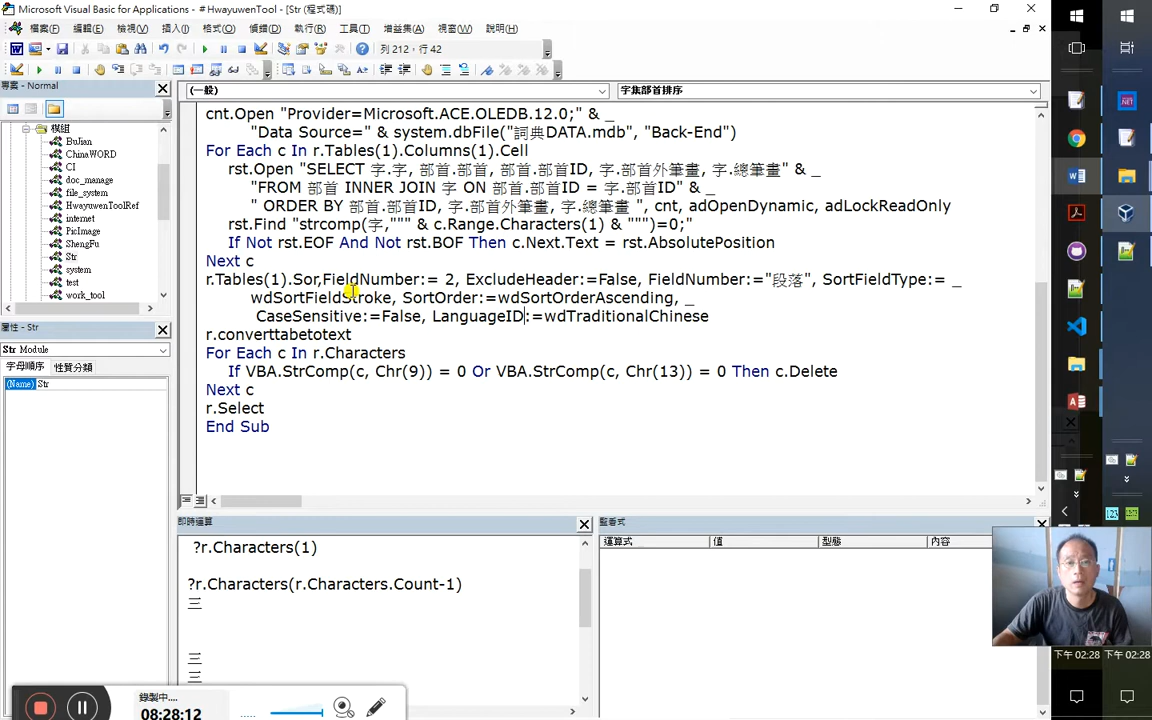 Microsoft Visual Basic for Applications - #HwayuwenTool - [Str (程式碼)]
檔案(F) 編輯(E) 檢視(V) 插入(I) 格式(O) 偵錯(D) 執行(R) 工具(T) 增益集(A) 視窗(W) 說明(H)
列 212，行 42
專案 - Normal
模組
BuJian
ChinaWORD
CI
doc_manage
file_system
HwayuwenToolRef
internet
PicImage
ShengFu
Str
system
test
work_tool
屬性 - Str
Str Module
字母順序 性質分類
(Name) Str
(一般) 字集部首排序
cnt.Open "Provider=Microsoft.ACE.OLEDB.12.0;" & _
"Data Source=" & system.dbFile("詞典DATA.mdb", "Back-End")
For Each c In r.Tables(1).Columns(1).Cell
rst.Open "SELECT 字.字, 部首.部首, 部首.部首ID, 字.部首外筆畫, 字.總筆畫" & _
"FROM 部首 INNER JOIN 字 ON 部首.部首ID = 字.部首ID" & _
" ORDER BY 部首.部首ID, 字.部首外筆畫, 字.總筆畫 ", cnt, adOpenDynamic, adLockReadOnly
rst.Find "strcomp(字,""" & c.Range.Characters(1) & """)=0;"
If Not rst.EOF And Not rst.BOF Then c.Next.Text = rst.AbsolutePosition
Next c
r.Tables(1).Sor,FieldNumber:= 2, ExcludeHeader:=False, FieldNumber:="段落", SortFieldType:= _
wdSortFieldStroke, SortOrder:=wdSortOrderAscending, _
CaseSensitive:=False, LanguageID:=wdTraditionalChinese
r.converttabetotext
For Each c In r.Characters
If VBA.StrComp(c, Chr(9)) = 0 Or VBA.StrComp(c, Chr(13)) = 0 Then c.Delete
Next c
r.Select
End Sub
即時運算
?r.Characters(1)
?r.Characters(r.Characters.Count-1)
三
三
三
監看式
運算式 值 型態 內容
錄製中....
08:28:12
下午 02:28 下午 02:28